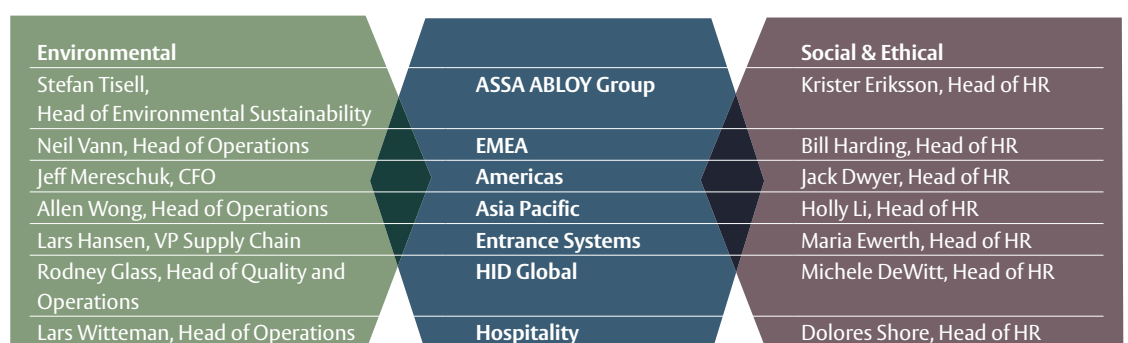 Environmental Social & Ethical
Stefan Tisell, ASSA ABLOY Group Krister Eriksson, Head of HR
Head of Environmental Sustainability
Neil Vann, Head of Operations EMEA Bill Harding, Head of HR
Jeff Mereschuk, CFO Americas Jack Dwyer, Head of HR
Allen Wong, Head of Operations Asia Pacific Holly Li, Head of HR
Lars Hansen, VP Supply Chain Entrance Systems Maria Ewerth, Head of HR
Rodney Glass, Head of Quality and HID Global Michele DeWitt, Head of HR
Operations
Lars Witteman, Head of Operations Hospitality Dolores Shore, Head of HR